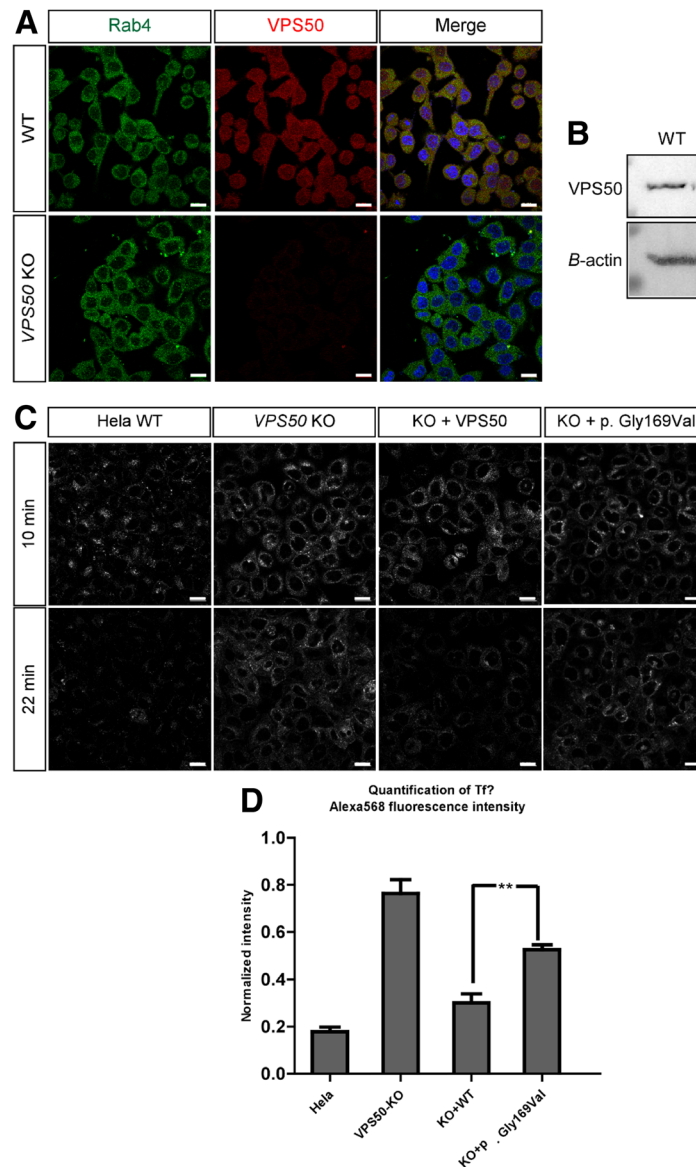 A
Rab4 VPS50 Merge
WT
VPS50 KO
B
WT
VPS50
B-actin
C
Hela WT VPS50 KO KO + VPS50 KO + p. Gly169Val
10 min
22 min
D
Quantification of Tf?
Alexa568 fluorescence intensity
Normalized intensity
1.0
0.8
0.6
0.4
0.2
0.0
**
Hela
VPS50-KO
KO+WT
KO+p . Gly169Val